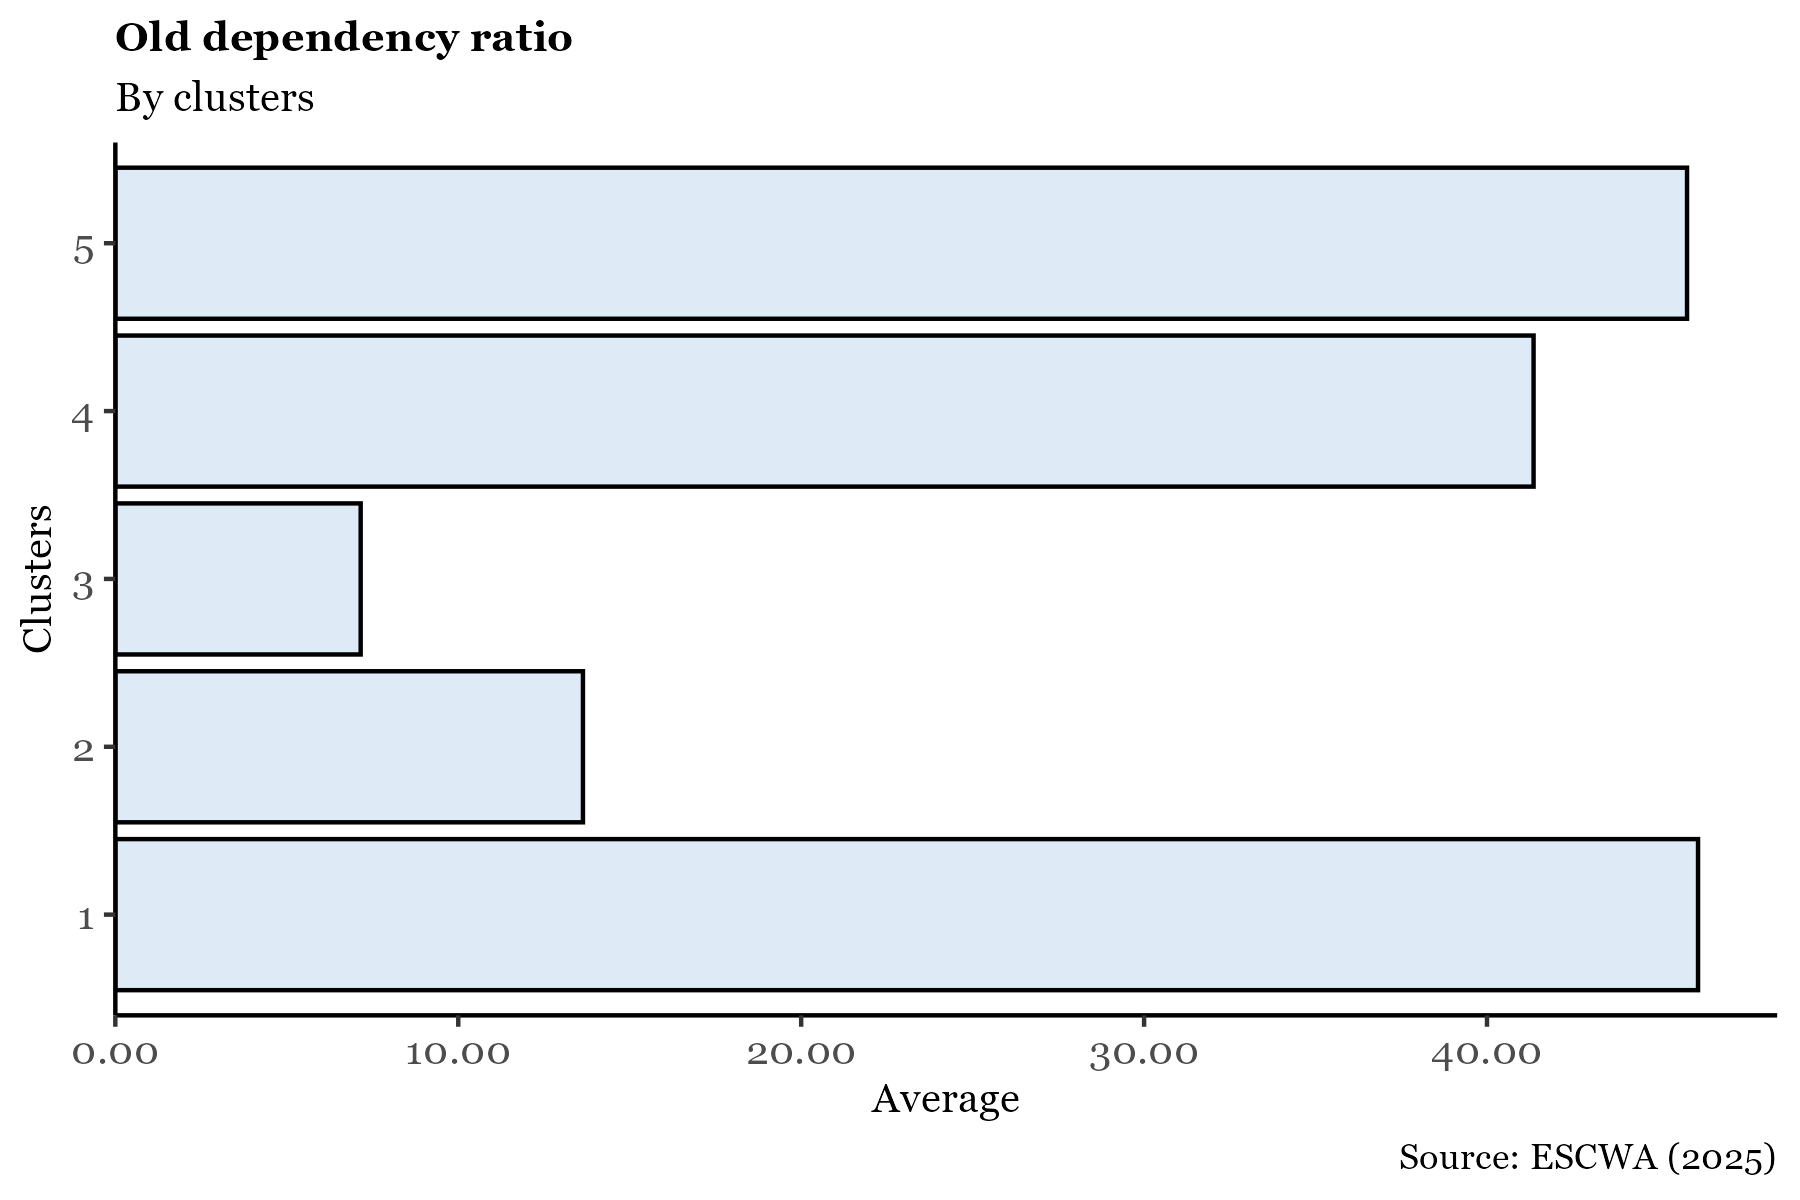 Old dependency ratio
By clusters
5
4
3
2
1
Clusters
0.00 10.00 20.00 30.00 40.00
Average
Source: ESCWA (2025)